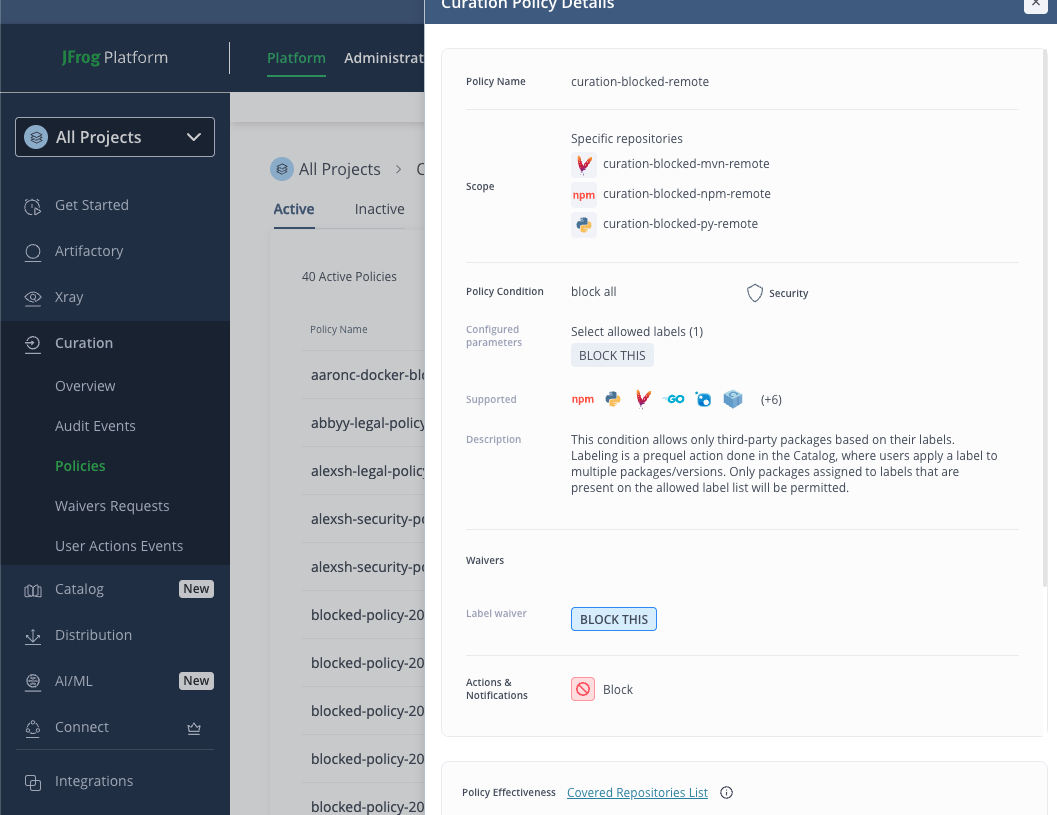 Curation Policy Details
JFrog Platform
Platform Administrat
All Projects
All Projects > C
Active Inactive
Get Started
Artifactory
Xray
Curation
Overview
Audit Events
Policies
Waivers Requests
User Actions Events
Catalog New
Distribution
AI/ML New
Connect
Integrations
40 Active Policies
Policy Name
aaronc-docker-blo
abbyy-legal-policy
alexsh-legal-policy
alexsh-security-po
alexsh-security-po
blocked-policy-20
blocked-policy-20
blocked-policy-20
blocked-policy-20
blocked-policy-20
Policy Name curation-blocked-remote
Scope
Specific repositories
curation-blocked-mvn-remote
npm curation-blocked-npm-remote
curation-blocked-py-remote
Policy Condition block all Security
Configured
parameters
Select allowed labels (1)
BLOCK THIS
Supported npm GO (+6)
Description
This condition allows only third-party packages based on their labels.
Labeling is a prequel action done in the Catalog, where users apply a label to
multiple packages/versions. Only packages assigned to labels that are
present on the allowed label list will be permitted.
Waivers
Label waiver BLOCK THIS
Actions &
Notifications
Block
Policy Effectiveness Covered Repositories List